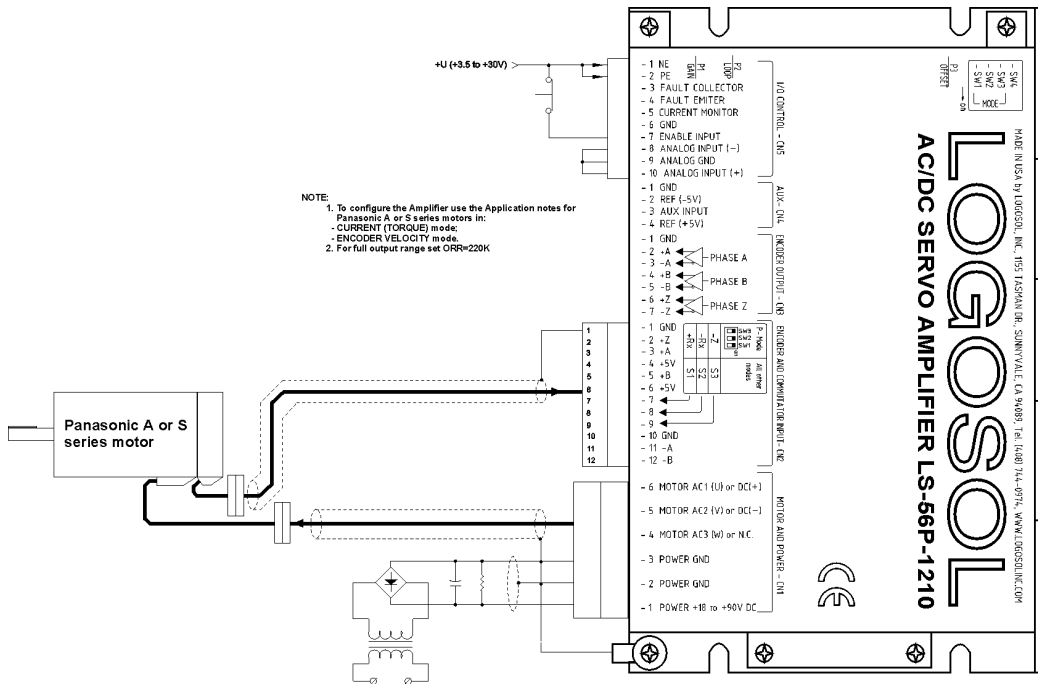 +U (+3.5 to +30V)
- 1 NE
- 2 PE
- 3 FAULT COLLECTOR
- 4 FAULT EMITER
- 5 CURRENT MONITOR
- 6 GND
- 7 ENABLE INPUT
- 8 ANALOG INPUT (-)
- 9 ANALOG GND
- 10 ANALOG INPUT (+)
P1
GAIN
P2
LOOP
I/O CONTROL - CN5
P3
OFFSET
- SW4
- SW3
- SW2
- SW1
MODE
on
- 1 GND
- 2 REF (-5V)
- 3 AUX INPUT
- 4 REF (+5V)
AUX- CN4
NOTE:
1. To configure the Amplifier use the Application notes for
Panasonic A or S series motors in:
- CURRENT (TORQUE) mode;
- ENCODER VELOCITY mode.
2. For full output range set ORR=220K
- 1 GND
- 2 +A
- 3 -A
- 4 +B
- 5 -B
- 6 +Z
- 7 -Z
PHASE A
PHASE B
PHASE Z
ENCODER OUTPUT - CN3
1
2
3
4
5
6
7
8
9
10
11
12
- 1 GND
- 2 +Z
- 3 +A
- 4 +5V
- 5 +B
- 6 +5V
- 7
- 8
- 9
- 10 GND
- 11 -A
- 12 -B
+Rx
-Rx
-Z
P- Mode
SW3
SW2
SW1
on
S1
S2
S3
All other
modes
ENCODER AND COMMUTATOR INPUT- CN2
Panasonic A or S
series motor
- 6 MOTOR AC1 (U) or DC(+)
- 5 MOTOR AC2 (V) or DC(-)
- 4 MOTOR AC3 (W) or N.C.
- 3 POWER GND
- 2 POWER GND
- 1 POWER +18 to +90V DC
MOTOR AND POWER - CN1
CE
AC/DC SERVO AMPLIFIER LS-56P-1210
LOGOSOL
MADE IN USA by LOGOSOL, INC. 1155 TASMAN DR., SUNNYVALE, CA 94089, Tel. (408) 744-0974, WWW.LOGOSOLINC.COM